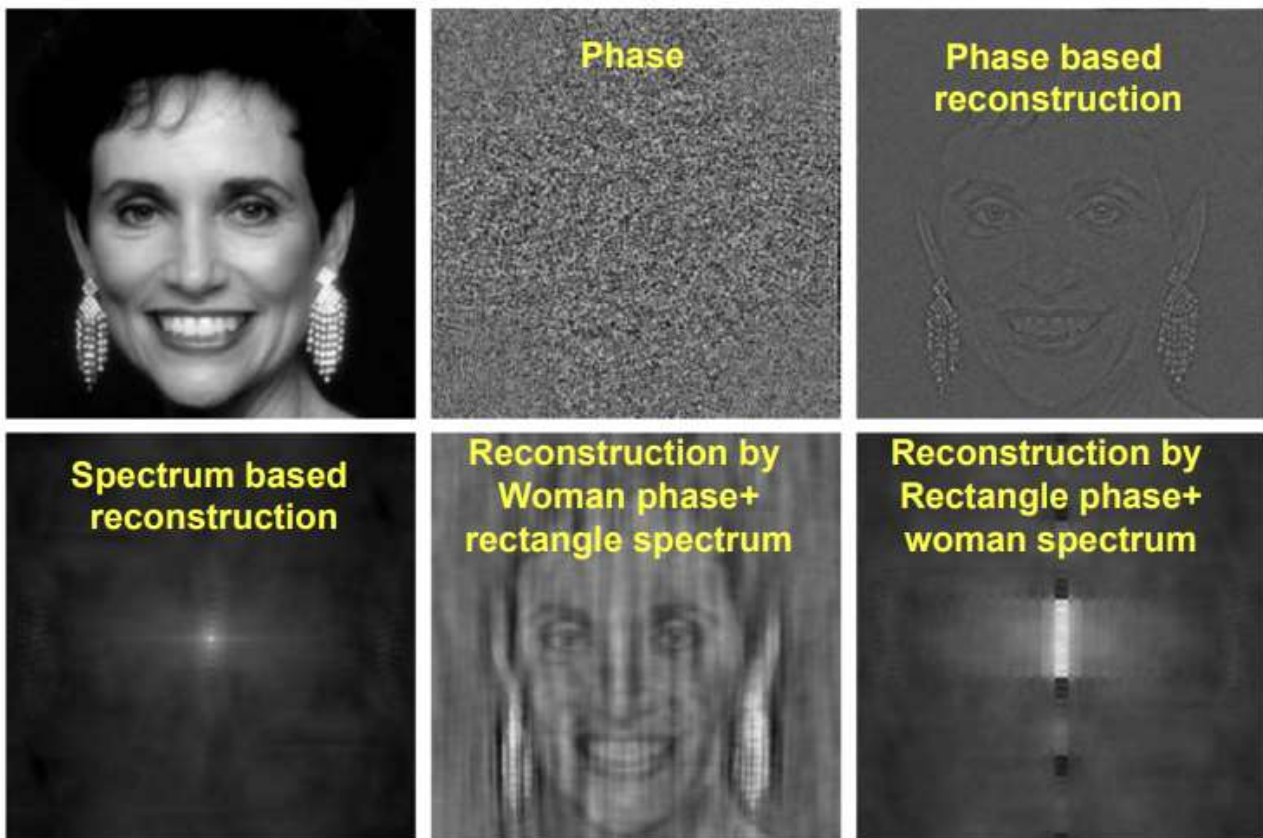 Phase
Phase based
reconstruction
Spectrum based
reconstruction
Reconstruction by
Woman phase+
rectangle spectrum
Reconstruction by
Rectangle phase+
woman spectrum